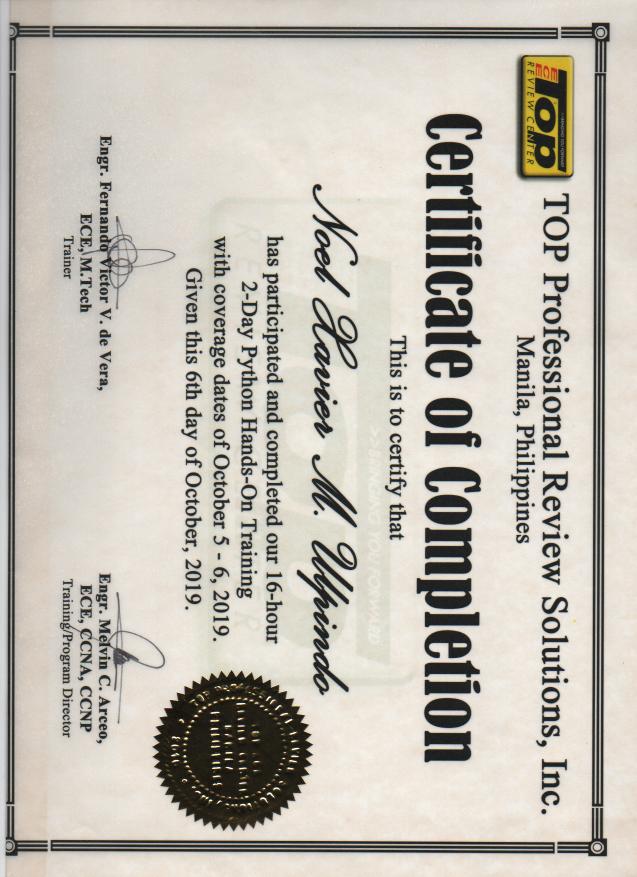 >>BRINGING YOU FORWARD
ECE
Top
REVIEW CENTER
TOP Professional Review Solutions, Inc.
Manila, Philippines
Certificate of Completion
This is to certify that
>>BRINGING YOU FORWARD
Noel Xavier M. Ulpindo
has participated and completed our 16-hour
2-Day Python Hands-On Training
with coverage dates of October 5 - 6, 2019.
Given this 6th day of October, 2019.
Engr. Fernando Victor V. de Vera,
ECE, M.Tech
Trainer
Engr. Melvin C. Arceo,
ECE, CCNA, CCNP
Training/Program Director